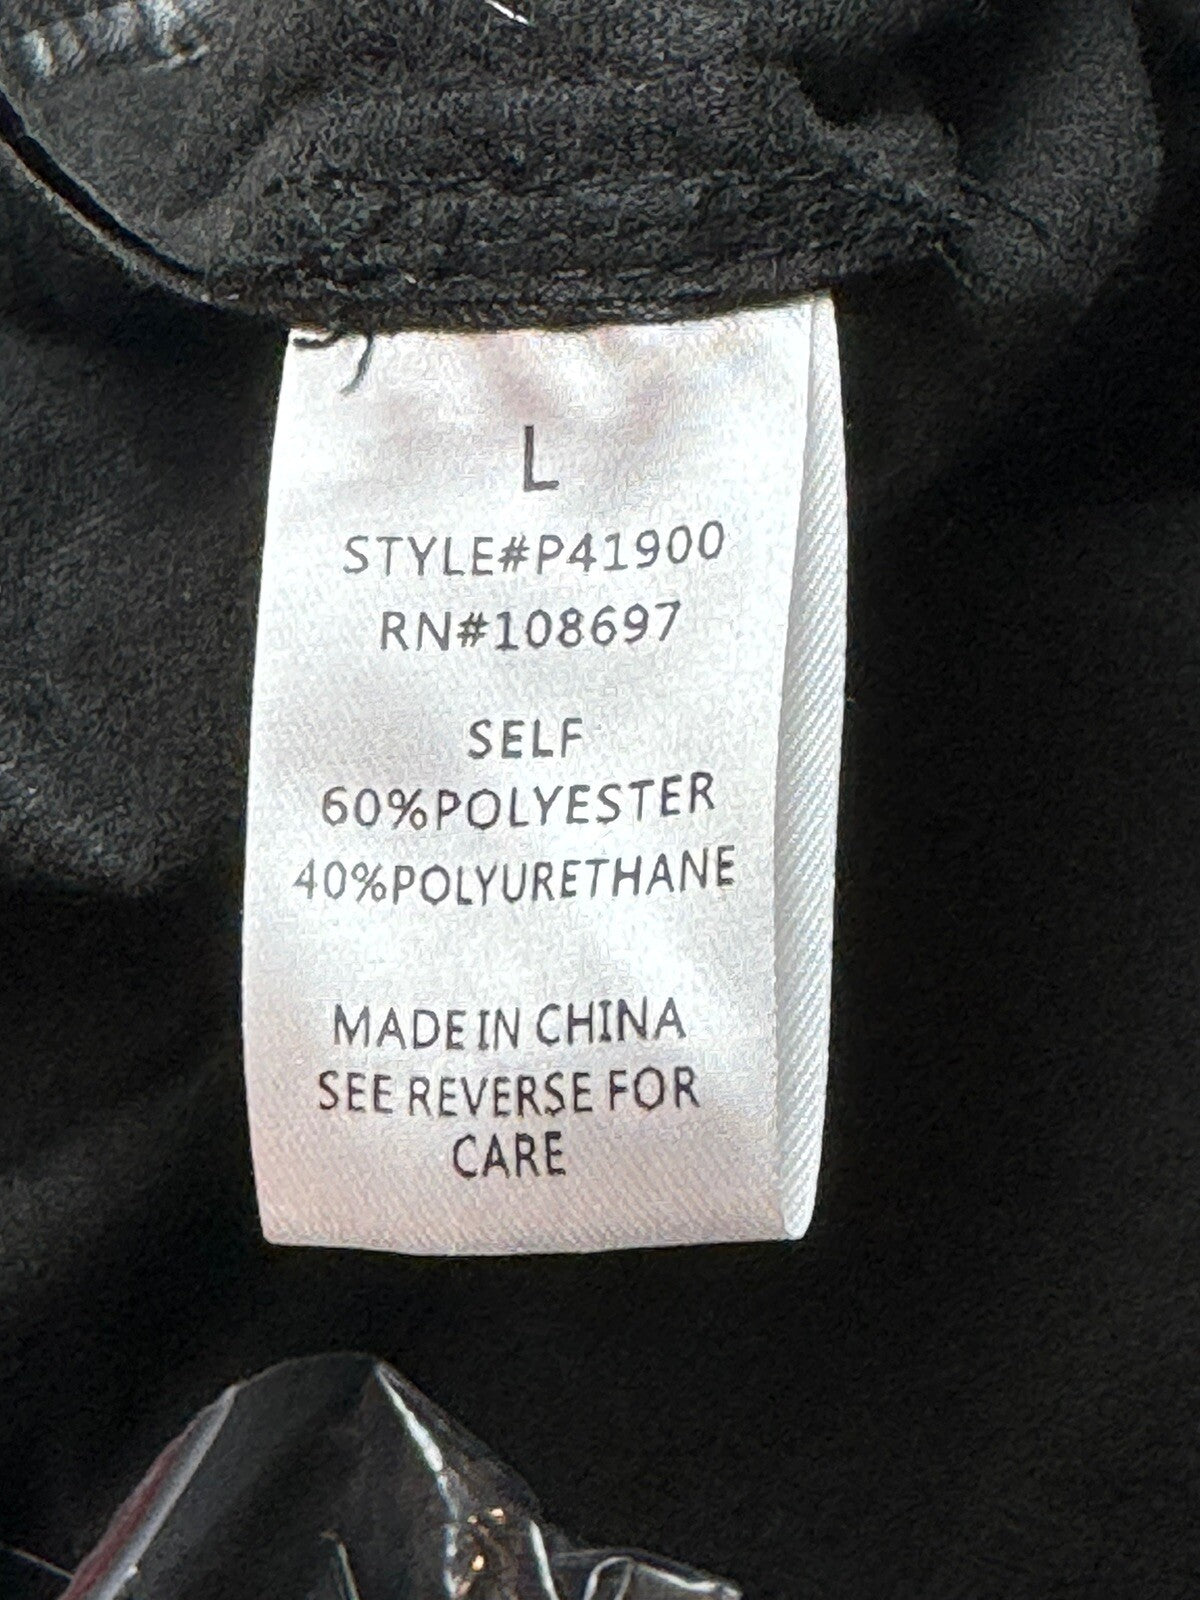 L
STYLE#P41900
RN#108697
SELF
60%POLYESTER
40%POLYURETHANE
MADE IN CHINA
SEE REVERSE FOR
CARE